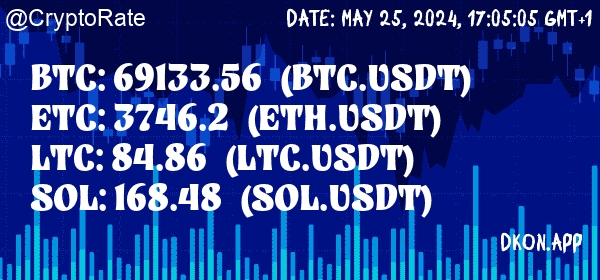 @CryptoRate
DATE: MAY 25, 2024, 17:05:05 GMT+1
BTC: 69133.56 (BTC.USDT)
ETC: 3746.2 (ETH.USDT)
LTC: 84.86 (LTC.USDT)
SOL: 168.48 (SOL.USDT)
DKON.APP